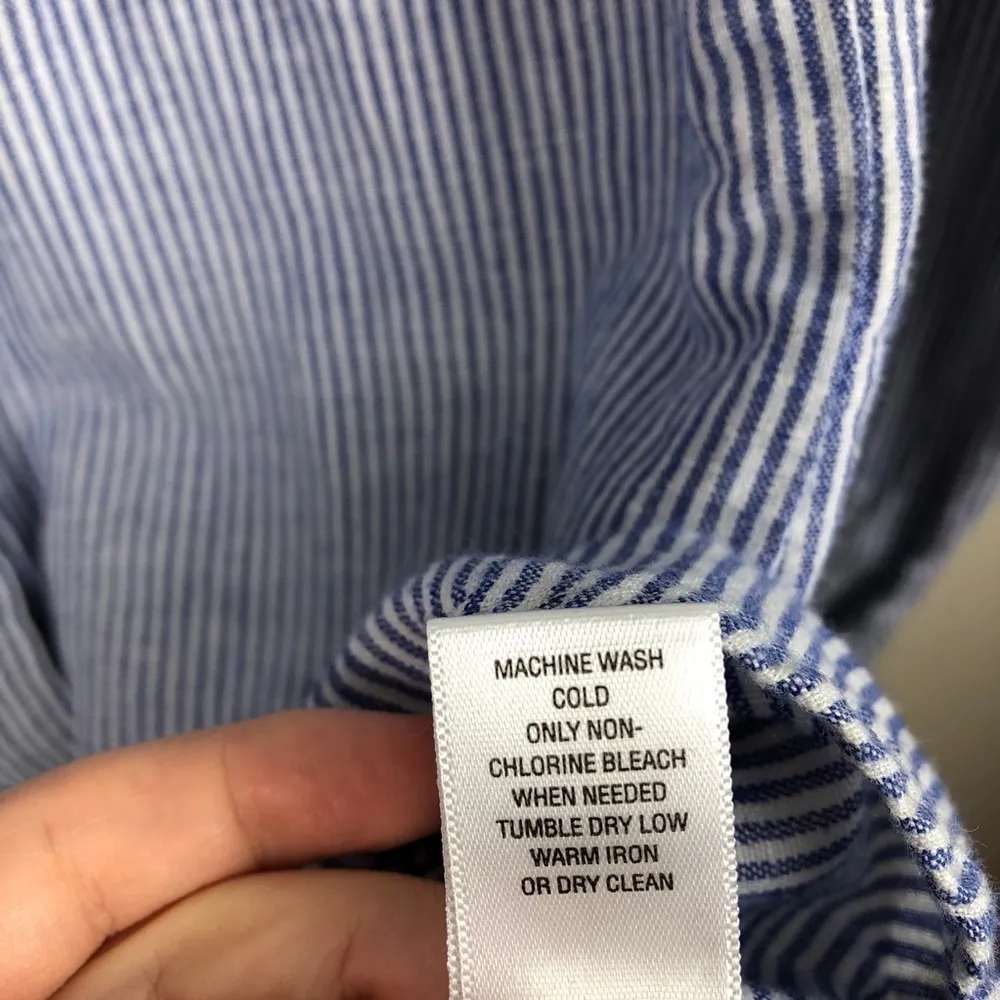 MACHINE WASH
COLD
ONLY NON-
CHLORINE BLEACH
WHEN NEEDED
TUMBLE DRY LOW
WARM IRON
OR DRY CLEAN